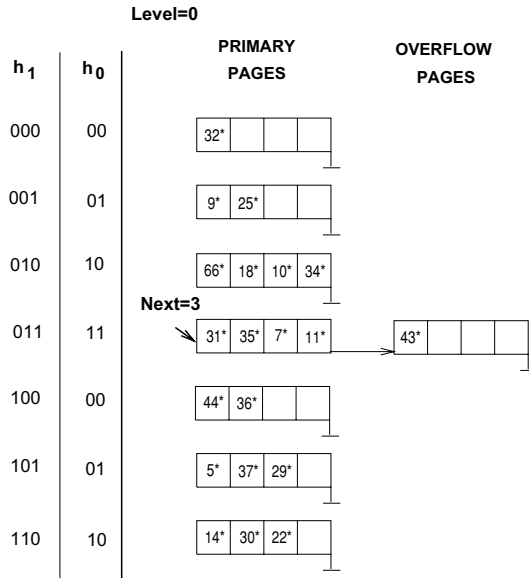 Level=0
h1 h0 PRIMARY PAGES OVERFLOW PAGES
000 00 32*
001 01 9* 25*
010 10 66* 18* 10* 34*
Next=3
011 11 31* 35* 7* 11* 43*
100 00 44* 36*
101 01 5* 37* 29*
110 10 14* 30* 22*